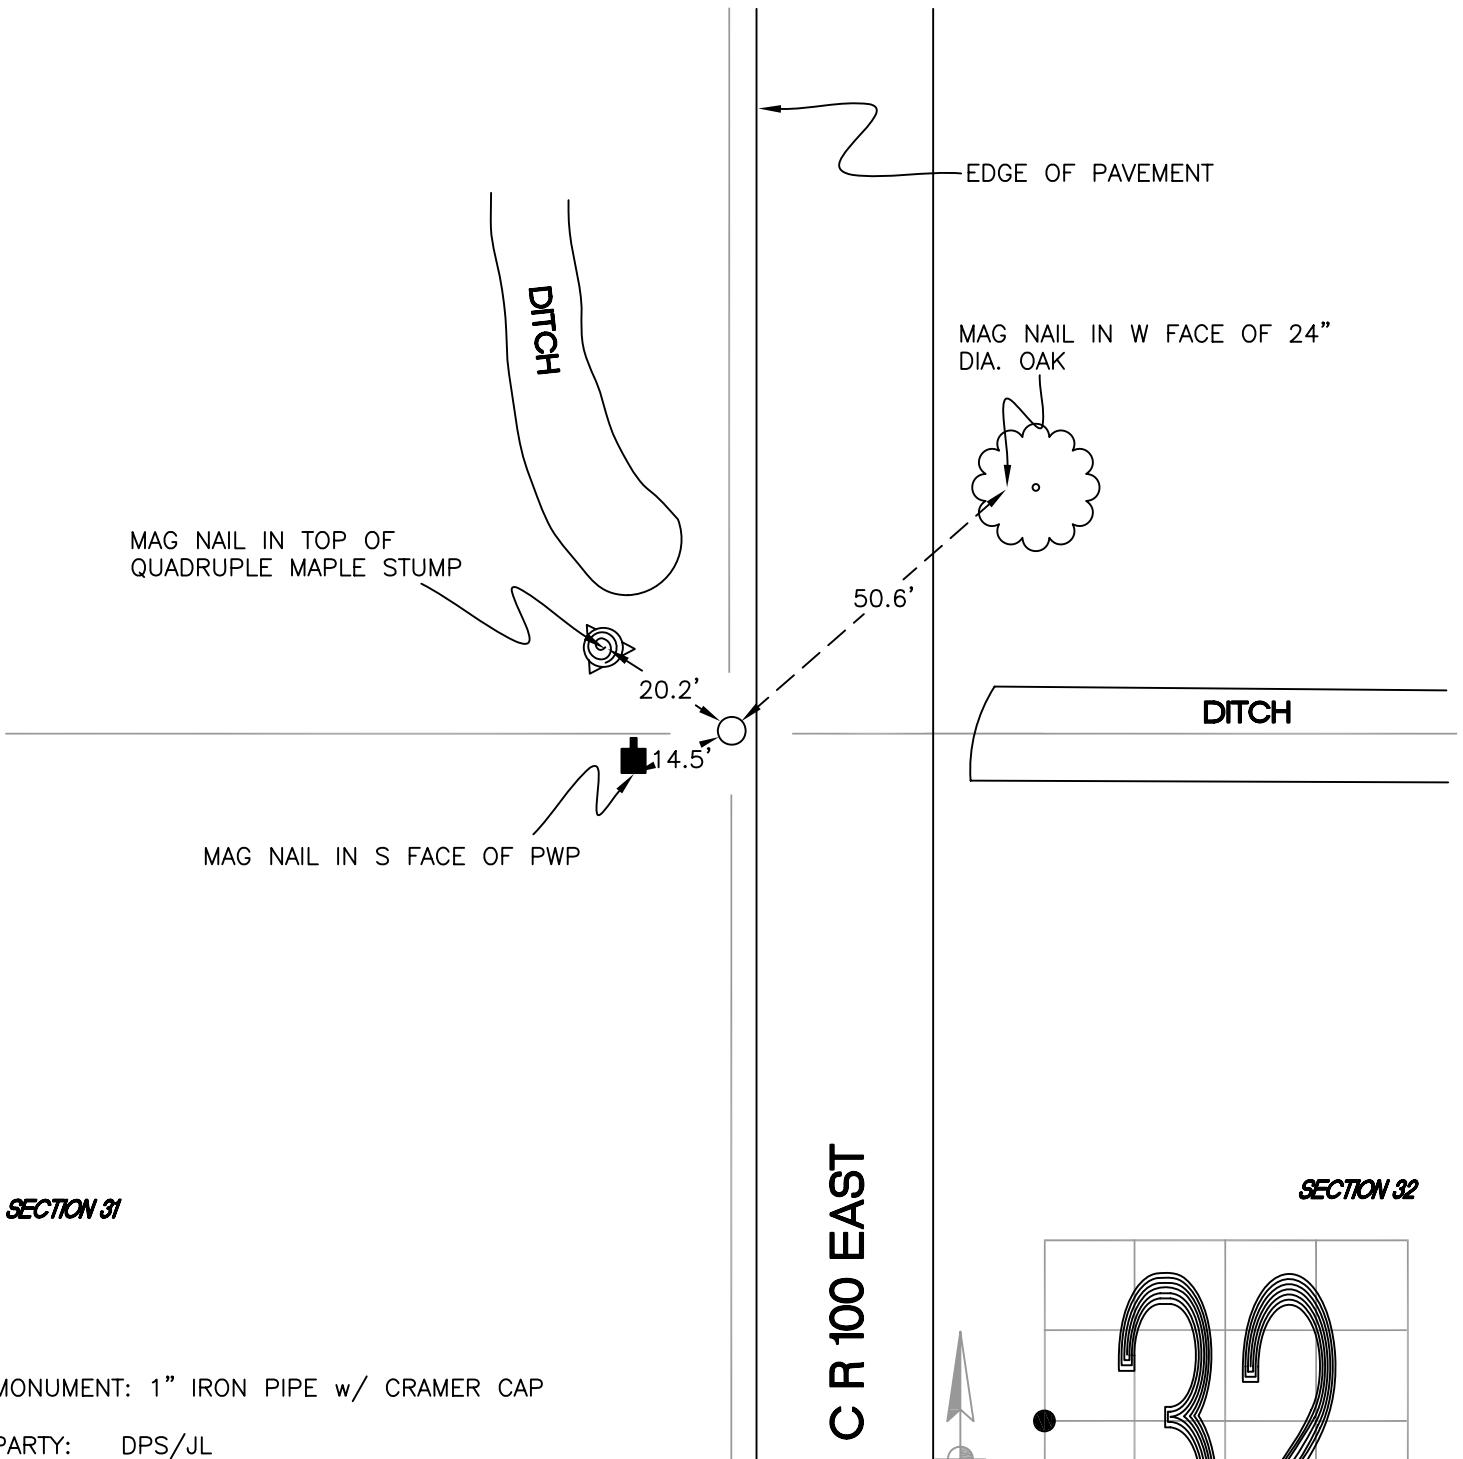 EDGE OF PAVEMENT
DITCH
MAG NAIL IN W FACE OF 24”
DIA. OAK
MAG NAIL IN TOP OF
QUADRUPLE MAPLE STUMP
50.6’
20.2’
DITCH
14.5’
MAG NAIL IN S FACE OF PWP
C R 100 EAST
SECTION 31
SECTION 32
32
MONUMENT: 1” IRON PIPE w/ CRAMER CAP
PARTY: DPS/JL